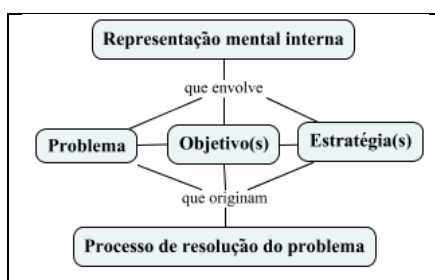 Representação mental interna
que envolve
Problema
Objetivo(s)
Estratégia(s)
que originam
Processo de resolução do problema